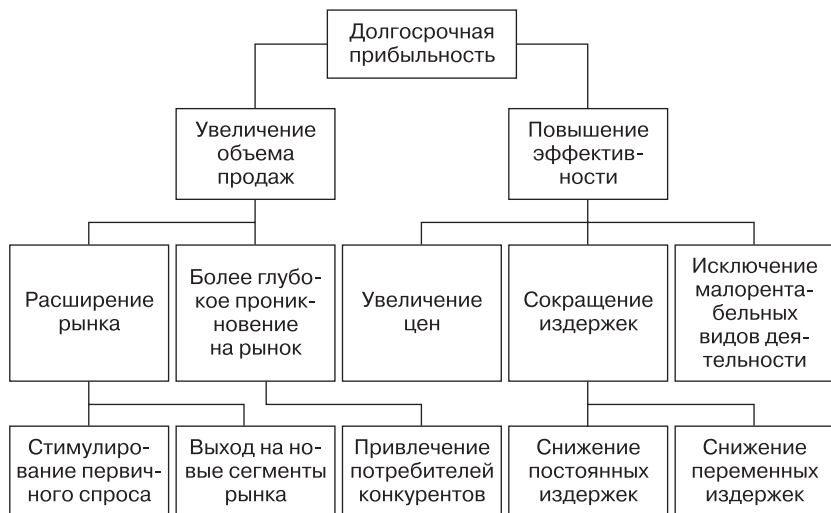 Долгосрочная
прибыльность
Увеличение
объема
продаж
Повышение
эффектив-
ности
Расширение
рынка
Более глубо-
кое проник-
новение
на рынок
Увеличение
цен
Сокращение
издержек
Исключение
малорента-
бельных
видов дея-
тельности
Стимулиро-
вание первич-
ного спроса
Выход на но-
вые сегменты
рынка
Привлечение
потребителей
конкурентов
Снижение
постоянных
издержек
Снижение
переменных
издержек